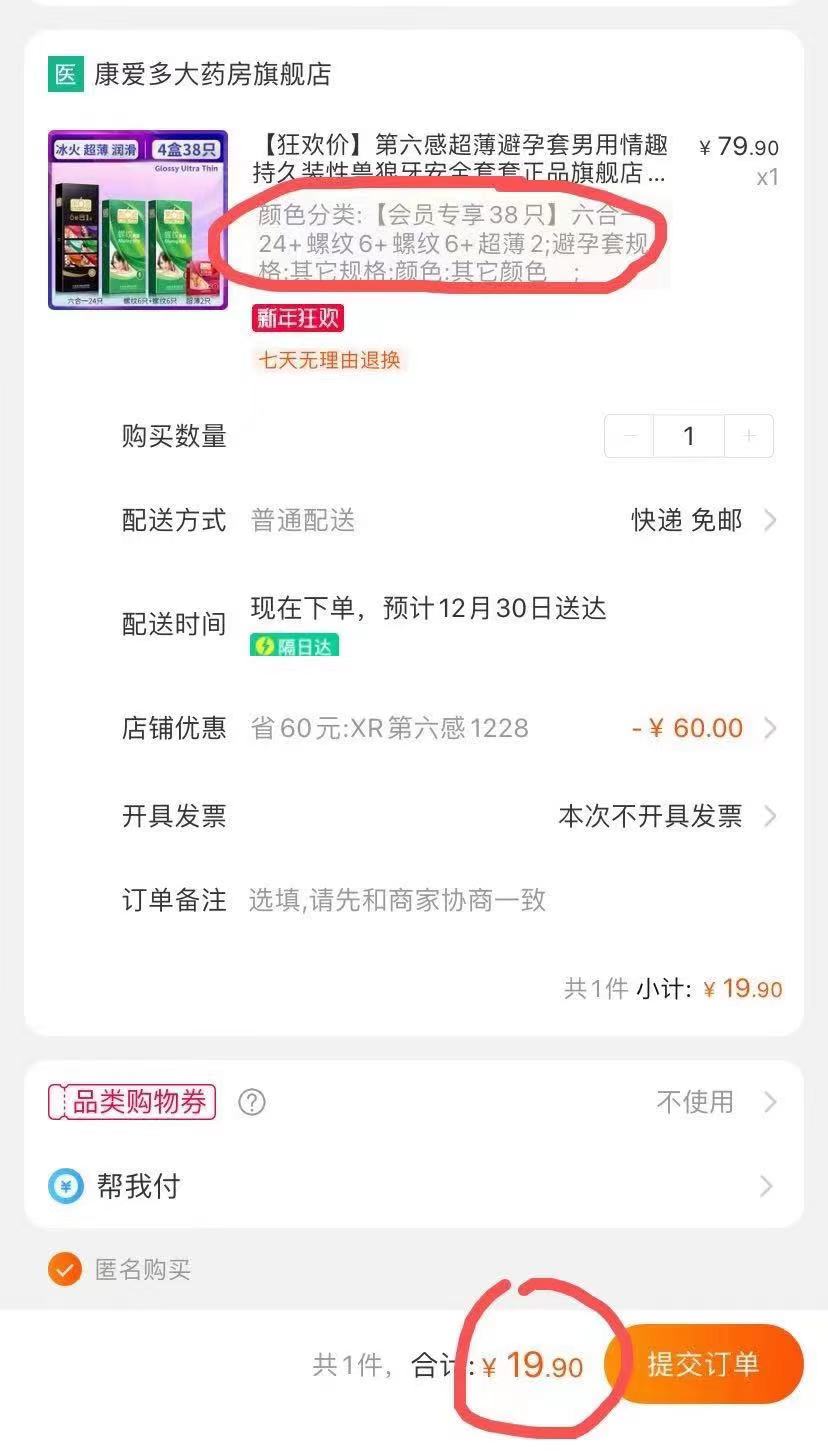 医 康爱多大药房旗舰店
冰火 超薄 润滑 4盒38只
Glossy Ultra Thin
六合一24只 螺纹6只+螺纹6只 超薄2只
【狂欢价】第六感超薄避孕套男用情趣 ¥79.90
持久装性兽狼牙安全套套正品旗舰店... x1
颜色分类:【会员专享38只】六合一
24+螺纹6+螺纹6+超薄2;避孕套规
格:其它规格;颜色:其它颜色 ;
新年狂欢
七天无理由退换
购买数量 1
配送方式 普通配送 快递 免邮
配送时间 现在下单，预计12月30日送达
隔日达
店铺优惠 省60元:XR第六感1228 -¥60.00
开具发票 本次不开具发票
订单备注 选填,请先和商家协商一致
共1件 小计: ¥19.90
品类购物券 ? 不使用
¥ 帮我付
匿名购买
共1件，合计: ¥19.90 提交订单